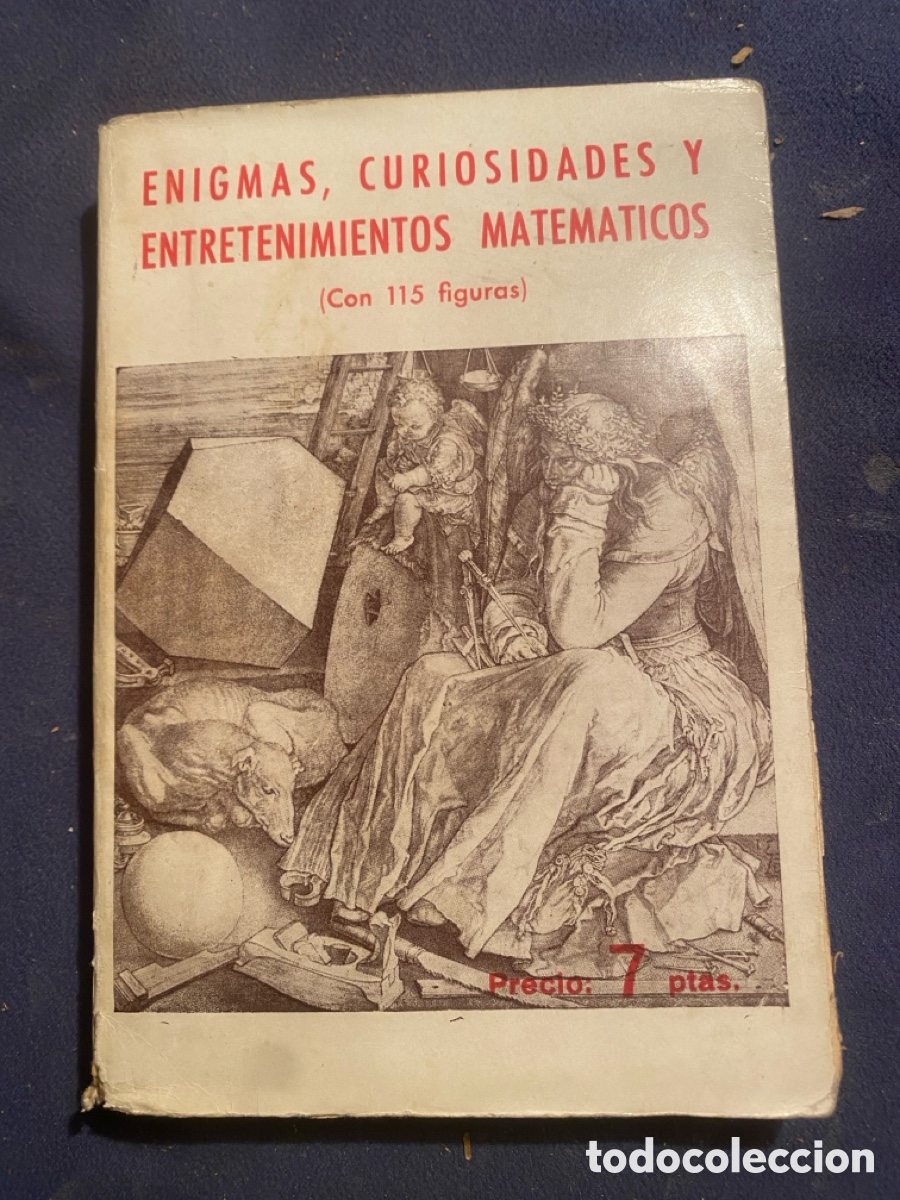 ENIGMAS, CURIOSIDADES Y
ENTRETENIMIENTOS MATEMATICOS
(Con 115 figuras)
Precio: 7 ptas.
todocoleccion